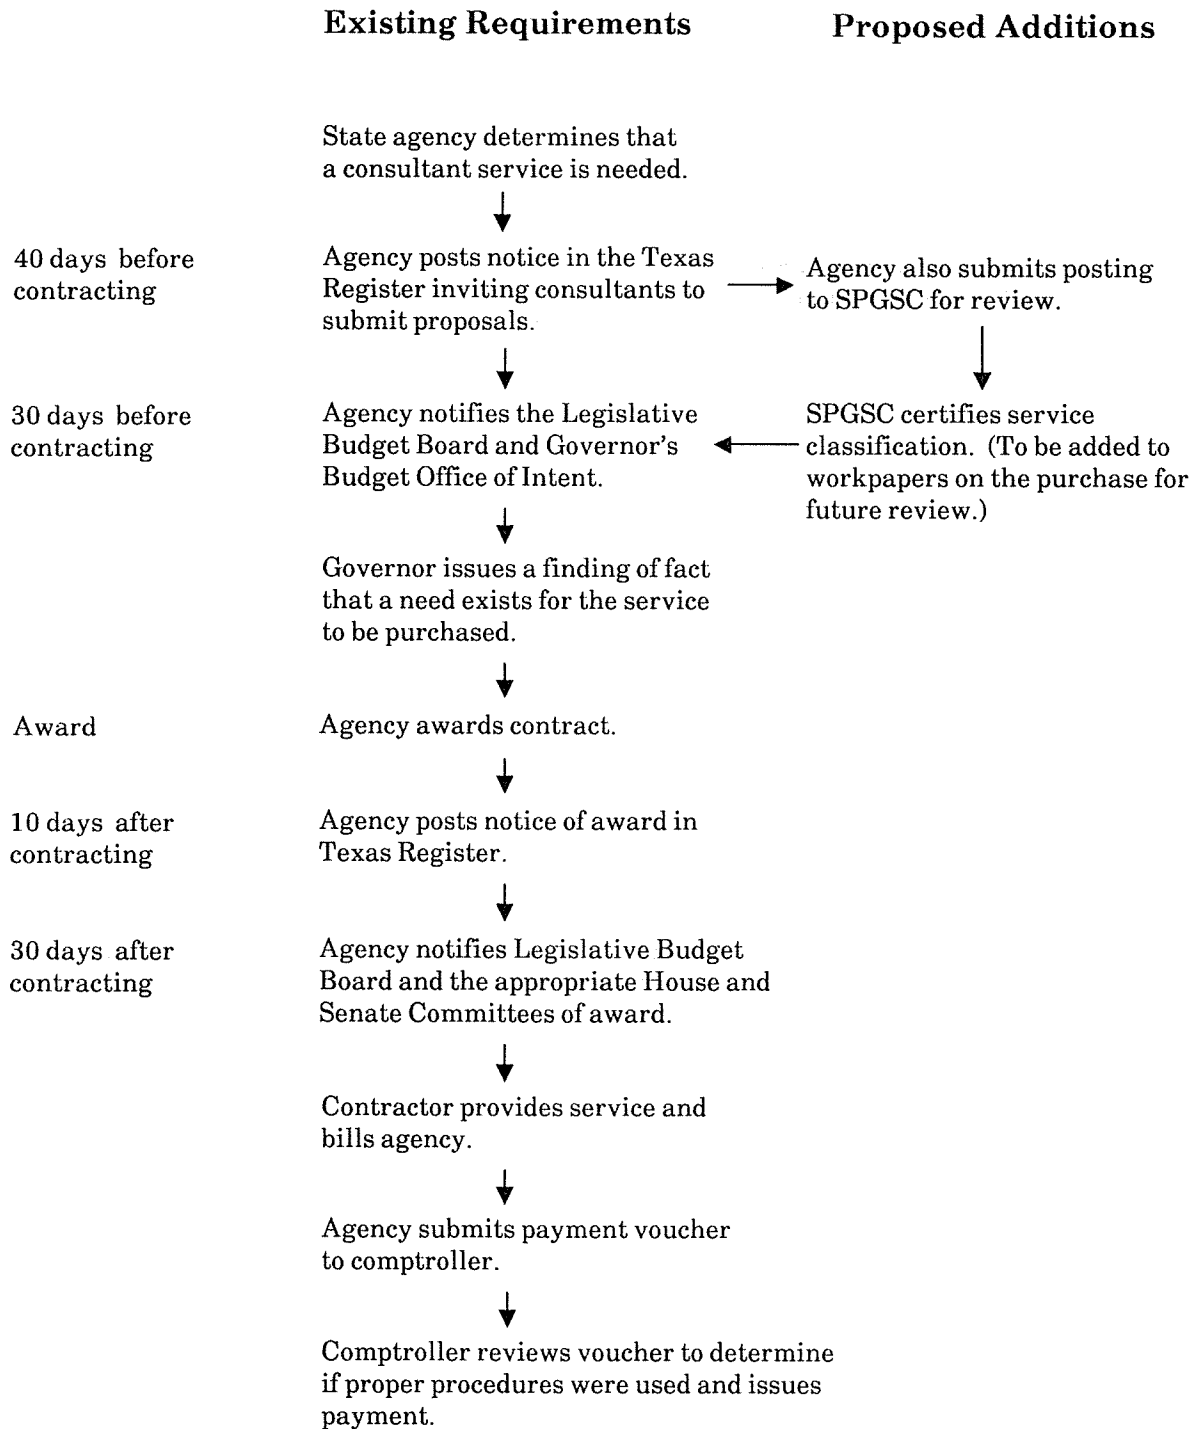 Existing Requirements
Proposed Additions
State agency determines that
a consultant service is needed.
40 days before
contracting
Agency posts notice in the Texas
Register inviting consultants to
submit proposals.
Agency also submits posting
to SPGSC for review.
30 days before
contracting
Agency notifies the Legislative
Budget Board and Governor's
Budget Office of Intent.
SPGSC certifies service
classification. (To be added to
workpapers on the purchase for
future review.)
Governor issues a finding of fact
that a need exists for the service
to be purchased.
Award
Agency awards contract.
10 days after
contracting
Agency posts notice of award in
Texas Register.
30 days after
contracting
Agency notifies Legislative Budget
Board and the appropriate House and
Senate Committees of award.
Contractor provides service and
bills agency.
Agency submits payment voucher
to comptroller.
Comptroller reviews voucher to determine
if proper procedures were used and issues
payment.